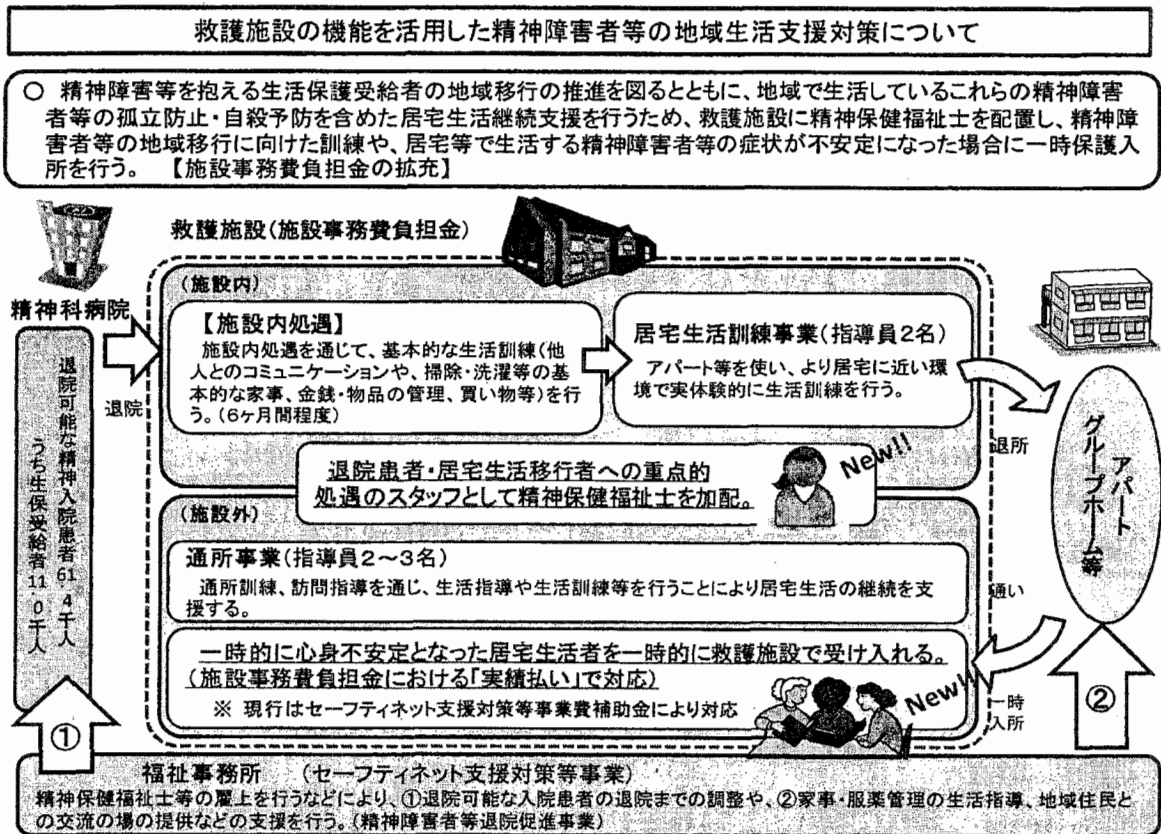 救護施設の機能を活用した精神障害者等の地域生活支援対策について
○ 精神障害等を抱える生活保護受給者の地域移行の推進を図るとともに、地域で生活しているこれらの精神障害
者等の孤立防止・自殺予防を含めた居宅生活継続支援を行うため、救護施設に精神保健福祉士を配置し、精神障
害者等の地域移行に向けた訓練や、居宅等で生活する精神障害者等の症状が不安定になった場合に一時保護入
所を行う。 【施設事務費負担金の拡充】
救護施設(施設事務費負担金)
精神科病院
退院可能な精神入院患者61.4千人
うち生保受給者11.0千人
退院
(施設内)
【施設内処遇】
施設内処遇を通じて、基本的な生活訓練(他
人とのコミュニケーションや、掃除・洗濯等の基
本的な家事、金銭・物品の管理、買い物等)を行
う。(6ヶ月間程度)
居宅生活訓練事業(指導員2名)
アパート等を使い、より居宅に近い環
境で実体験的に生活訓練を行う。
退院患者・居宅生活移行者への重点的
処遇のスタッフとして精神保健福祉士を加配。
New!!
退所
アパート
グループホーム等
(施設外)
通所事業(指導員2~3名)
通所訓練、訪問指導を通じ、生活指導や生活訓練等を行うことにより居宅生活の継続を支
援する。
通い
一時的に心身不安定となった居宅生活者を一時的に救護施設で受け入れる。
(施設事務費負担金における「実績払い」で対応)
※ 現行はセーフティネット支援対策等事業費補助金により対応
New!!
一時
入所
①
②
福祉事務所 (セーフティネット支援対策等事業)
精神保健福祉士等の雇上を行うなどにより、①退院可能な入院患者の退院までの調整や、②家事・服薬管理の生活指導、地域住民と
の交流の場の提供などの支援を行う。(精神障害者等退院促進事業)